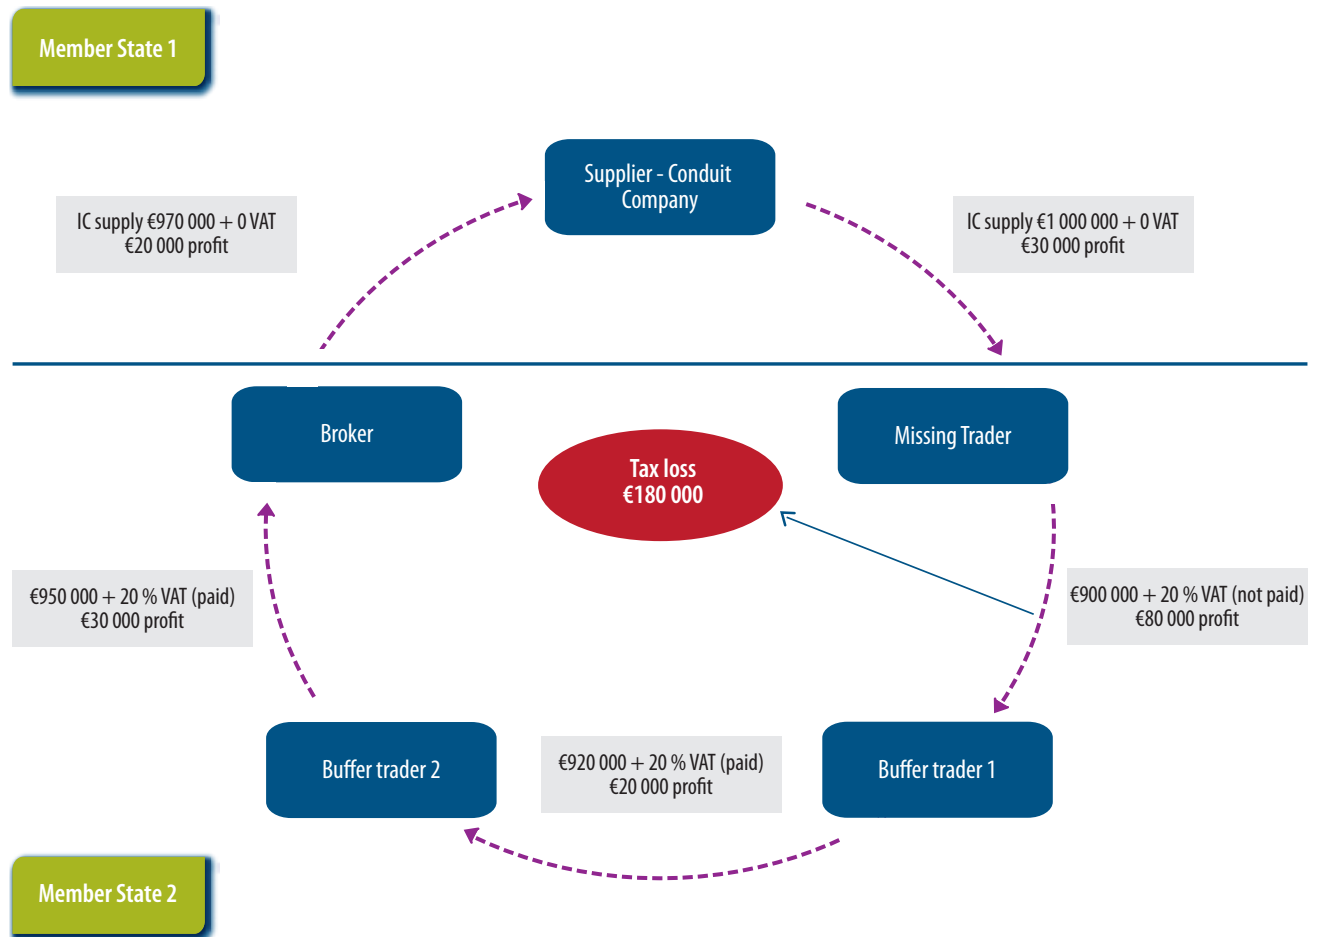 Member State 1
Supplier - Conduit
Company
IC supply €970 000 + 0 VAT
€20 000 profit
IC supply €1 000 000 + 0 VAT
€30 000 profit
Broker
Missing Trader
Tax loss
€180 000
€950 000 + 20 % VAT (paid)
€30 000 profit
€900 000 + 20 % VAT (not paid)
€80 000 profit
Buffer trader 2
€920 000 + 20 % VAT (paid)
€20 000 profit
Buffer trader 1
Member State 2